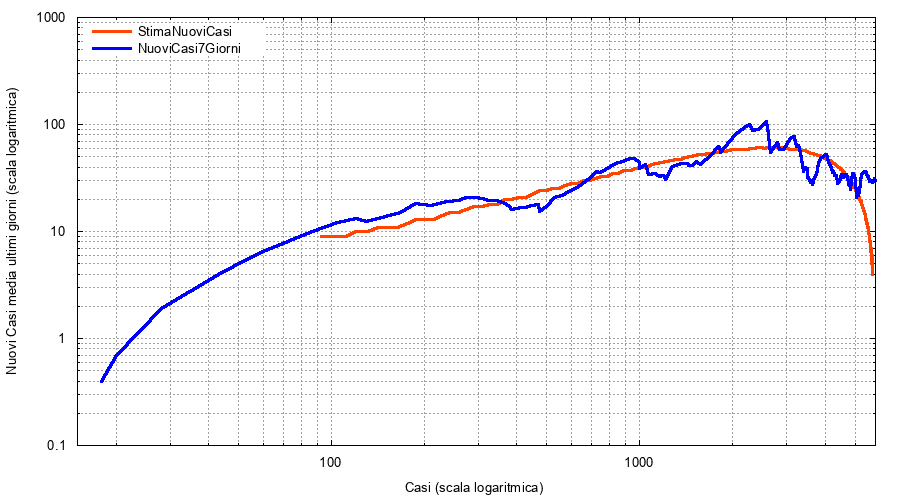 1000
StimaNuoviCasi
NuoviCasi7Giorni
100
10
1
0.1
Nuovi Casi media ultimi giorni (scala logaritmica)
100
1000
Casi (scala logaritmica)